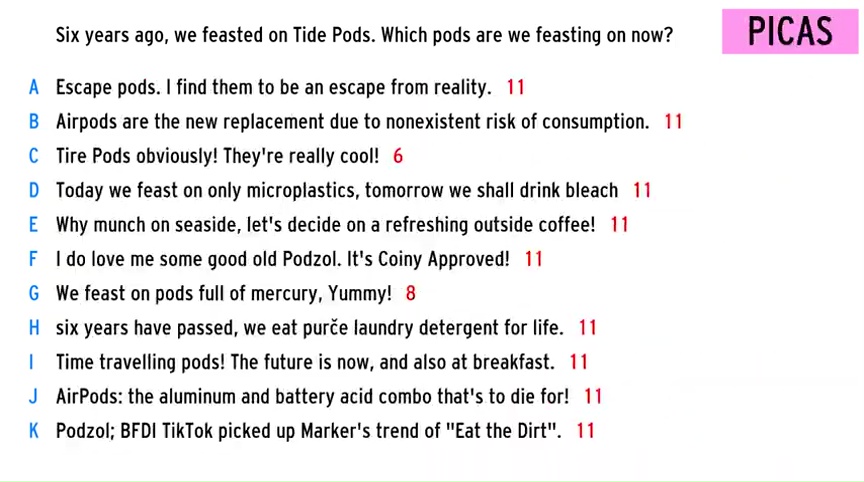 Six years ago, we feasted on Tide Pods. Which pods are we feasting on now?
PICAS
A Escape pods. I find them to be an escape from reality. 11
B Airpods are the new replacement due to nonexistent risk of consumption. 11
C Tire Pods obviously! They're really cool! 6
D Today we feast on only microplastics, tomorrow we shall drink bleach 11
E Why munch on seaside, let's decide on a refreshing outside coffee! 11
F I do love me some good old Podzol. It's Coiny Approved! 11
G We feast on pods full of mercury, Yummy! 8
H six years have passed, we eat purče laundry detergent for life. 11
I Time travelling pods! The future is now, and also at breakfast. 11
J AirPods: the aluminum and battery acid combo that's to die for! 11
K Podzol; BFDI TikTok picked up Marker's trend of "Eat the Dirt". 11